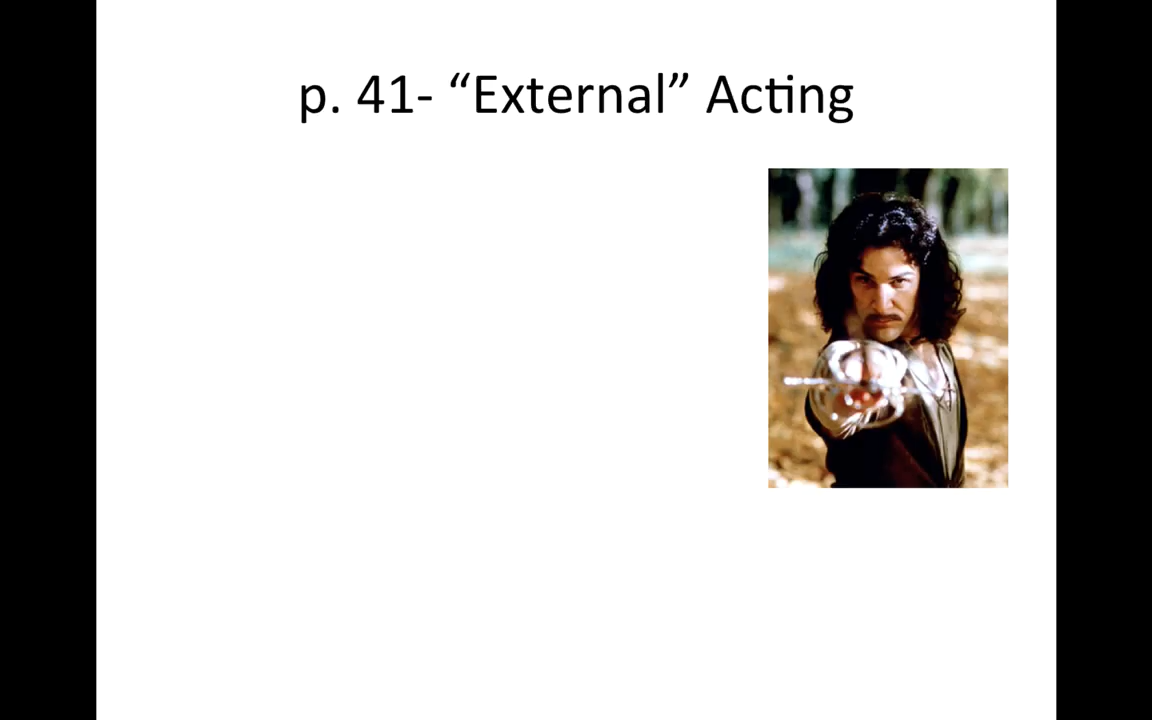 p. 41- “External” Acting